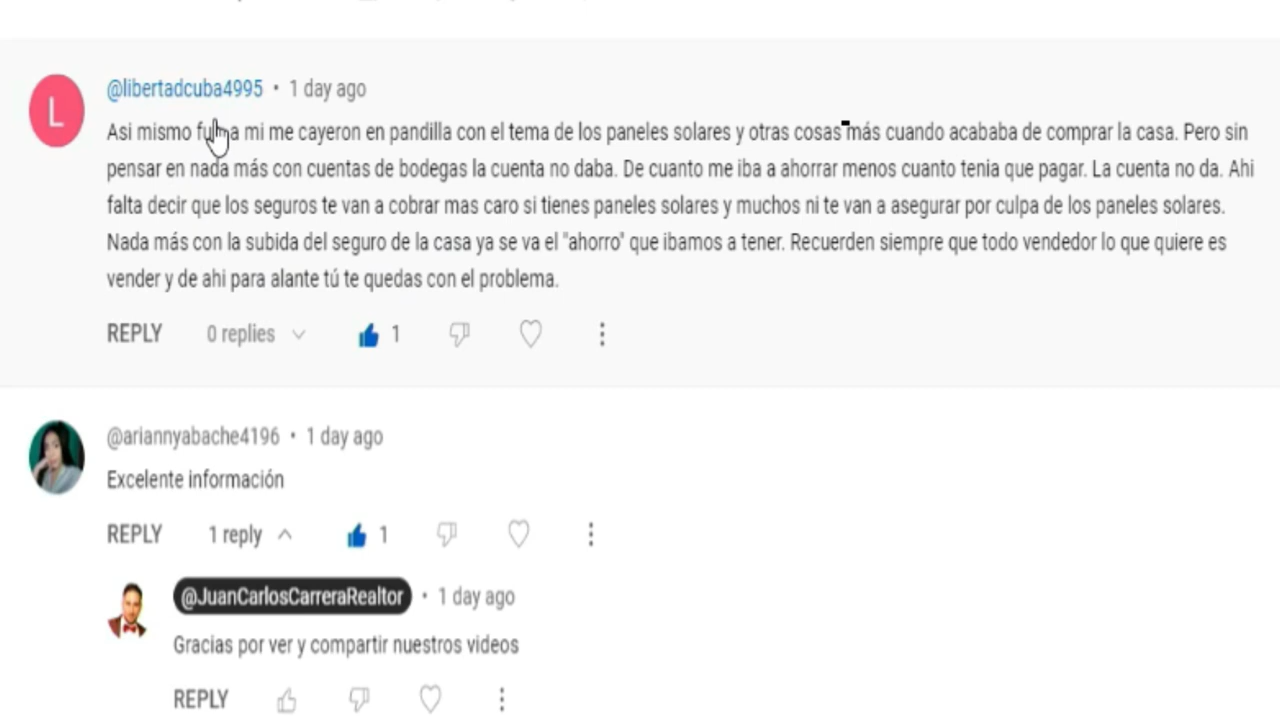 L
@libertadcuba4995 • 1 day ago
Asi mismo a mi me cayeron en pandilla con el tema de los paneles solares y otras cosas más cuando acababa de comprar la casa. Pero sin
pensar en nada más con cuentas de bodegas la cuenta no daba. De cuanto me iba a ahorrar menos cuanto tenia que pagar. La cuenta no da. Ahi
falta decir que los seguros te van a cobrar mas caro si tienes paneles solares y muchos ni te van a asegurar por culpa de los paneles solares.
Nada más con la subida del seguro de la casa ya se va el "ahorro" que ibamos a tener. Recuerden siempre que todo vendedor lo que quiere es
vender y de ahi para alante tú te quedas con el problema.
REPLY 0 replies 1
@ariannyabache4196 • 1 day ago
Excelente información
REPLY 1 reply 1
@JuanCarlosCarreraRealtor • 1 day ago
Gracias por ver y compartir nuestros videos
REPLY